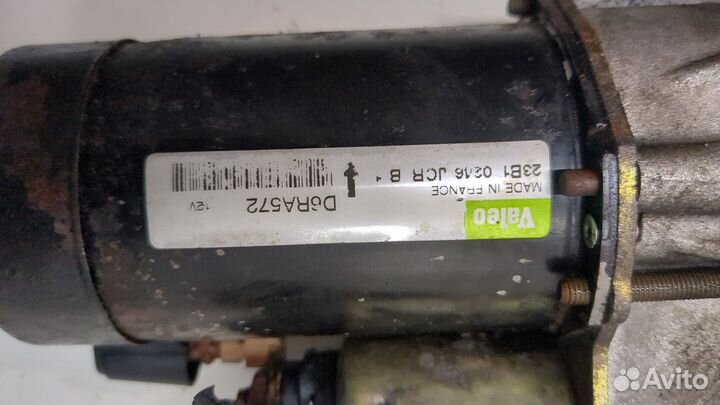 Valeo
MADE IN FRANCE
23B1 0246 JCR B
D6RA572
12V
Avito